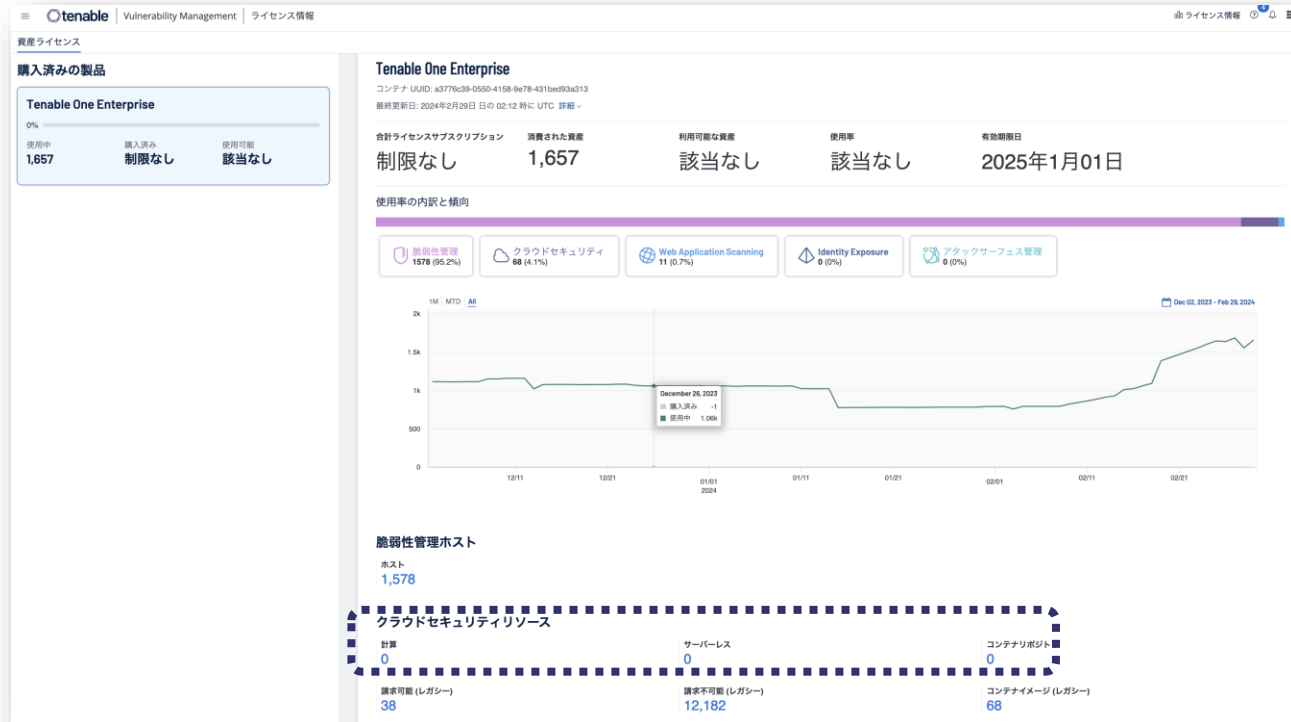 tenable Vulnerability Management ライセンス情報
ライセンス情報 4
資産ライセンス
購入済みの製品
Tenable One Enterprise
0%
使用中 購入済み 使用可能
1,657 制限なし 該当なし
Tenable One Enterprise
コンテナ UUID: a3776c39-0550-4158-9e78-431bed93a313
最終更新日: 2024年2月29日 日の 02:12 時に UTC 詳細
合計ライセンスサブスクリプション 消費された資産 利用可能な資産 使用率 有効期限日
制限なし 1,657 該当なし 該当なし 2025年1月01日
使用率の内訳と傾向
脆弱性管理
1578 (95.2%)
クラウドセキュリティ
68 (4.1%)
Web Application Scanning
11 (0.7%)
Identity Exposure
0 (0%)
アタックサーフェス管理
0 (0%)
1M MTD All
Dec 02, 2023 - Feb 29, 2024
2k
1.5k
1k
500
0
December 26, 2023
購入済み -1
使用中 1.06k
12/11 12/21 01/01 01/11 01/21 02/01 02/11 02/21
2024
脆弱性管理ホスト
ホスト
1,578
クラウドセキュリティリソース
計算 サーバーレス コンテナリポジト
0 0 0
請求可能 (レガシー) 請求不可能 (レガシー) コンテナイメージ (レガシー)
38 12,182 68